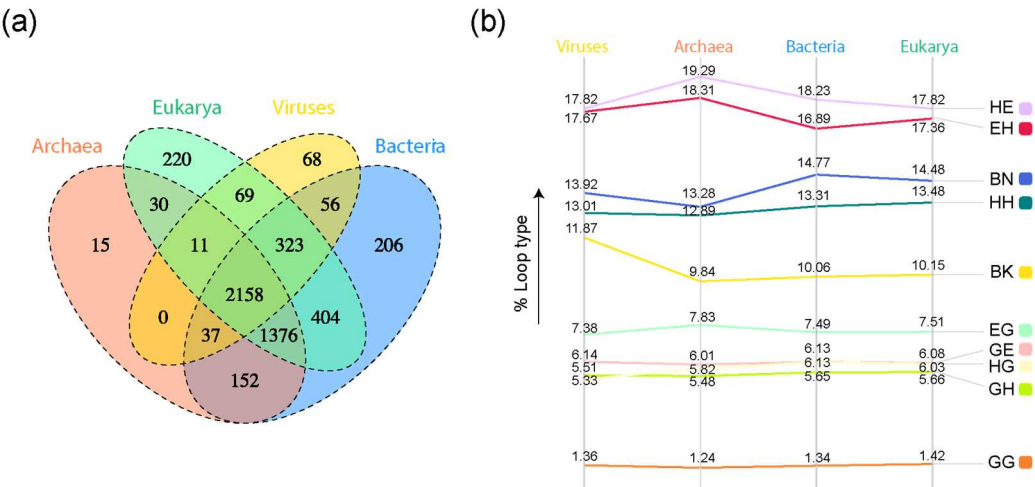 (a)
Eukarya Viruses
Archaea Bacteria
220 68
30 69 56
15 11 323 206
2158
0 37 1376 404
152
(b)
Viruses Archaea Bacteria Eukarya
19.29
17.82 18.31 18.23 17.82 HE
17.67 16.89 17.36 EH
13.92 13.28 14.77 14.48 BN
13.01 12.89 13.31 13.48 HH
11.87 9.84 10.06 10.15 BK
% Loop type
7.38 7.83 7.49 7.51 EG
6.14 6.01 6.13 6.08 GE
5.51 5.82 6.13 6.03 HG
5.33 5.48 5.65 5.66 GH
1.36 1.24 1.34 1.42 GG